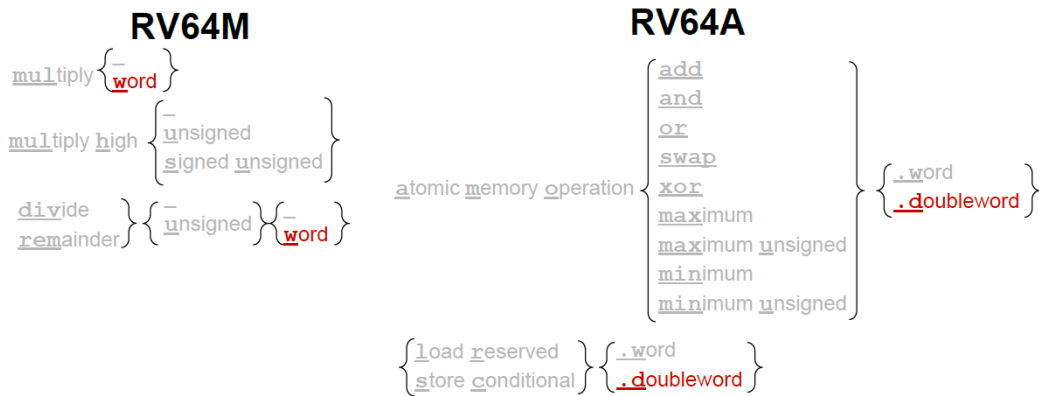 RV64M
multiply
_
word
multiply high
_
unsigned
signed unsigned
divide
remainder
_
unsigned
_
word
RV64A
atomic memory operation
add
and
or
swap
xor
maximum
maximum unsigned
minimum
minimum unsigned
.word
.doubleword
load reserved
store conditional
.word
.doubleword